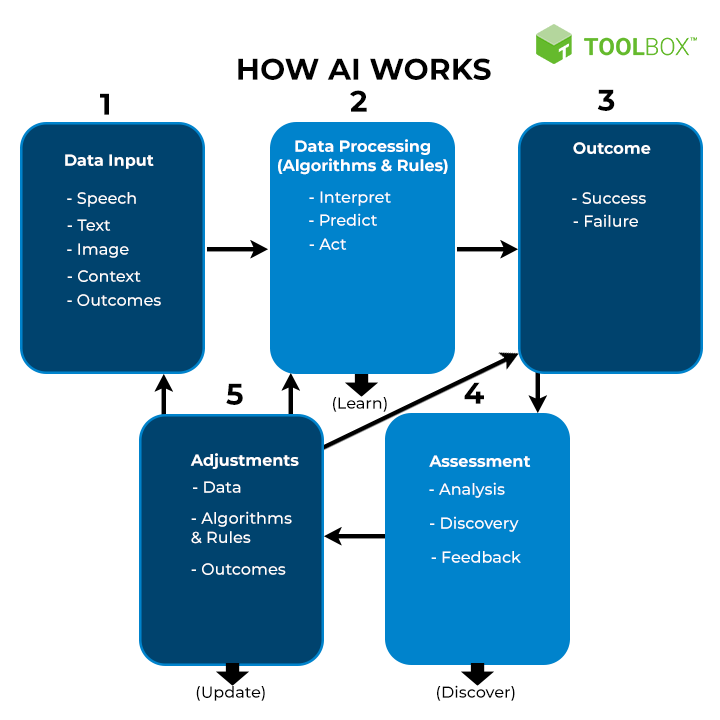 TOOLBOX™
HOW AI WORKS
1
Data Input
- Speech
- Text
- Image
- Context
- Outcomes
2
Data Processing
(Algorithms & Rules)
- Interpret
- Predict
- Act
(Learn)
3
Outcome
- Success
- Failure
4
Assessment
- Analysis
- Discovery
- Feedback
(Discover)
5
Adjustments
- Data
- Algorithms
& Rules
- Outcomes
(Update)